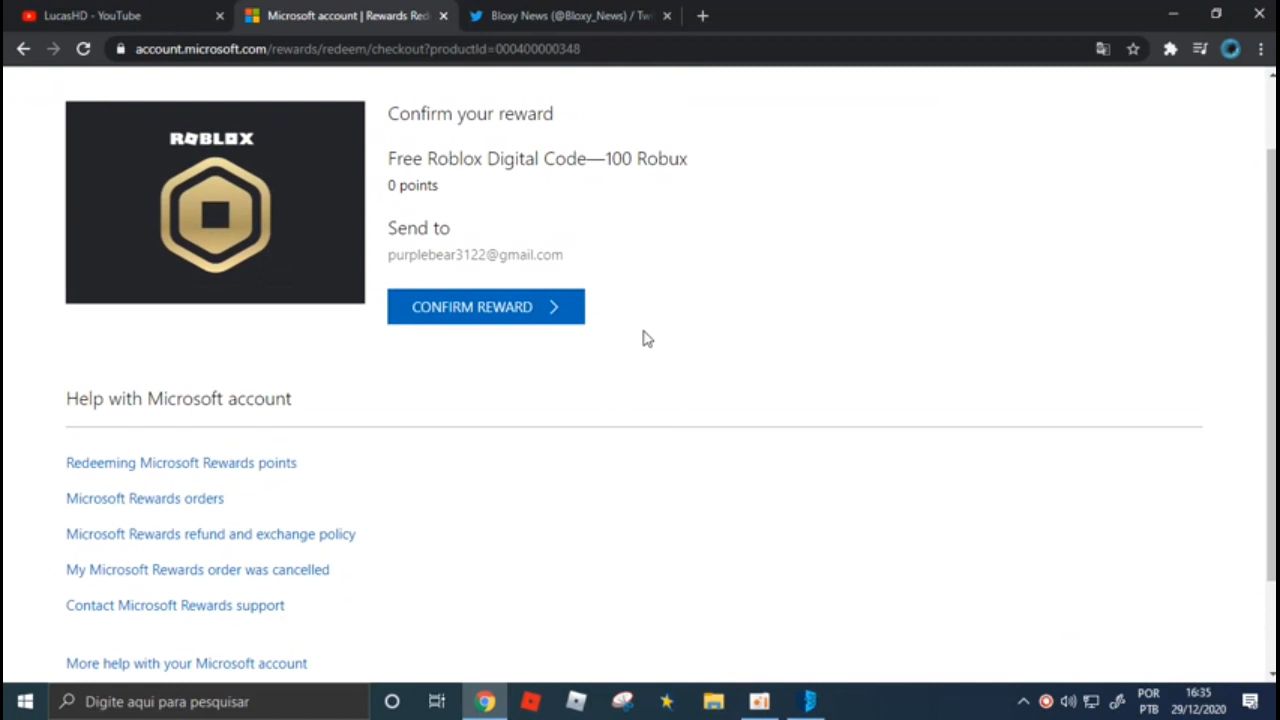 LucasHD - YouTube
Microsoft account | Rewards Red
Bloxy News (@Bloxy_News) / Tw
account.microsoft.com/rewards/redeem/checkout?productId=000400000348
ROBLOX
Confirm your reward
Free Roblox Digital Code—100 Robux
0 points
Send to
purplebear3122@gmail.com
CONFIRM REWARD
Help with Microsoft account
Redeeming Microsoft Rewards points
Microsoft Rewards orders
Microsoft Rewards refund and exchange policy
My Microsoft Rewards order was cancelled
Contact Microsoft Rewards support
More help with your Microsoft account
Digite aqui para pesquisar
POR
PTB
16:35
29/12/2020